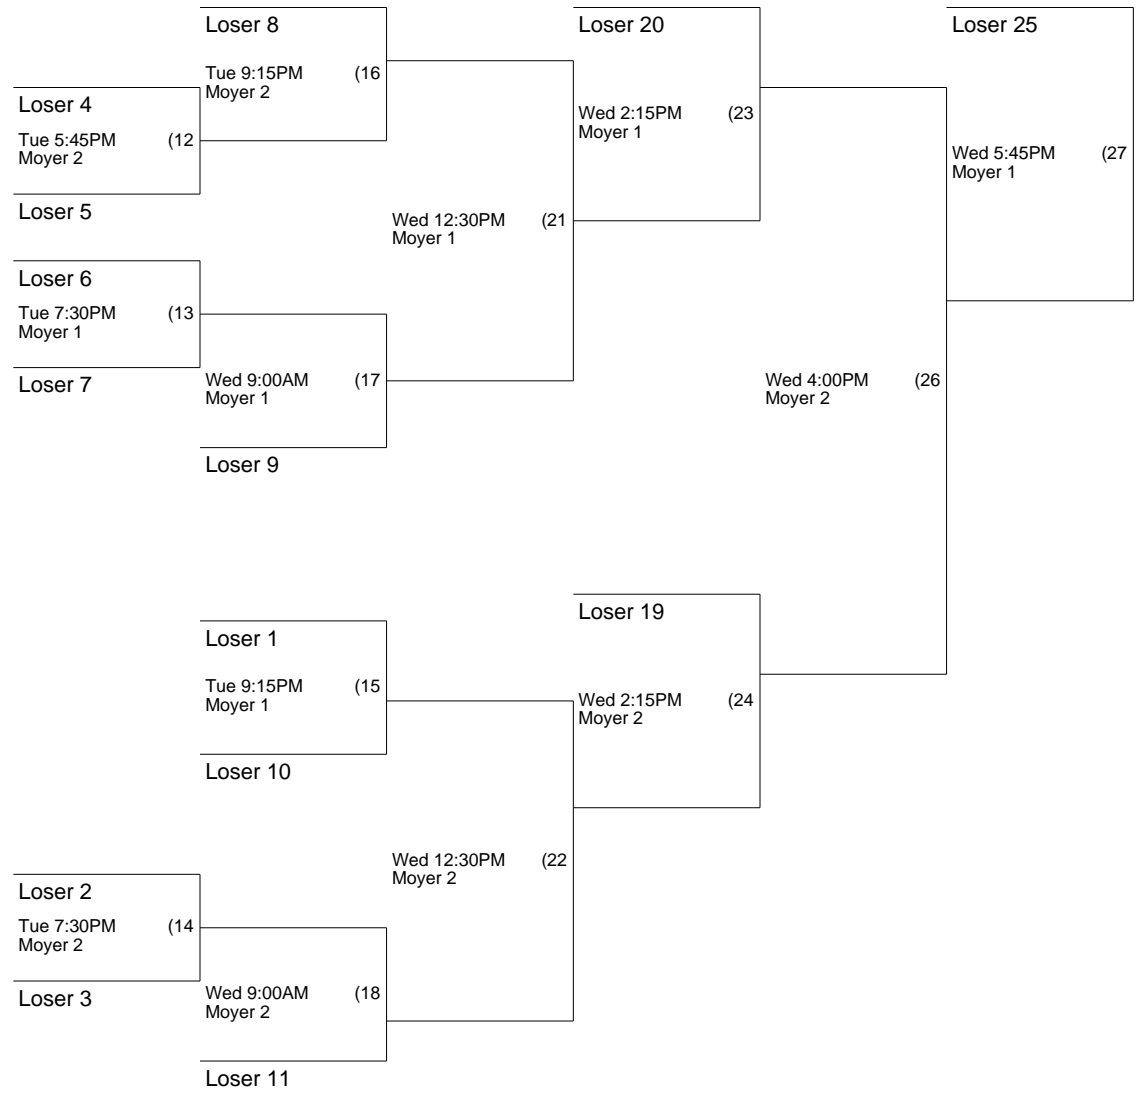 Loser 8
Tue 9:15PM (16
Moyer 2
Loser 4
Tue 5:45PM (12
Moyer 2
Loser 5
Loser 6
Tue 7:30PM (13
Moyer 1
Loser 7
Wed 9:00AM (17
Moyer 1
Loser 9
Wed 12:30PM (21
Moyer 1
Loser 20
Wed 2:15PM (23
Moyer 1
Loser 25
Wed 5:45PM (27
Moyer 1
Wed 4:00PM (26
Moyer 2
Loser 19
Wed 2:15PM (24
Moyer 2
Loser 1
Tue 9:15PM (15
Moyer 1
Loser 10
Wed 12:30PM (22
Moyer 2
Loser 2
Tue 7:30PM (14
Moyer 2
Loser 3
Wed 9:00AM (18
Moyer 2
Loser 11